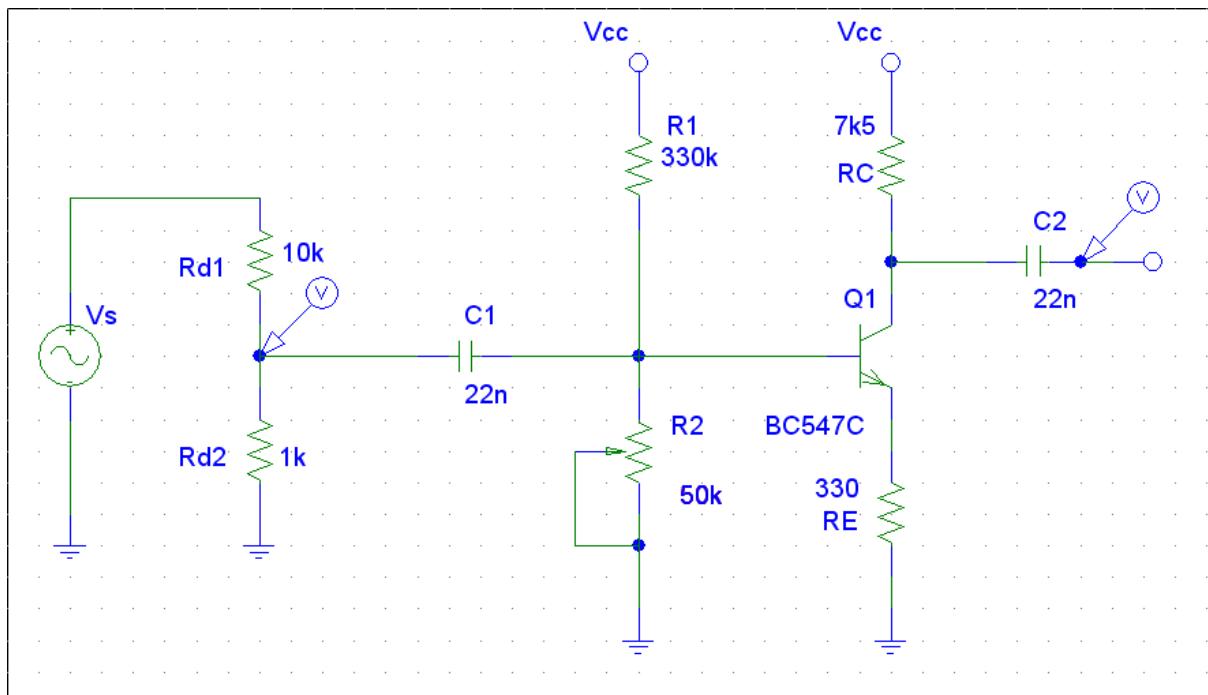 Vcc
Vcc
R1
330k
7k5
RC
Rd1
10k
V
V
C2
22n
Vs
+
-
C1
22n
Q1
Rd2
1k
R2
50k
BC547C
330
RE